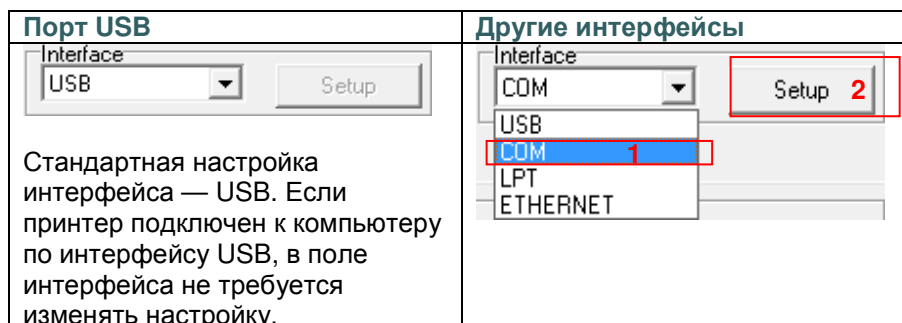 Порт USB
Interface
USB
Setup
Стандартная настройка
интерфейса — USB. Если
принтер подключен к компьютеру
по интерфейсу USB, в поле
интерфейса не требуется
изменять настройку.
Другие интерфейсы
Interface
COM
Setup 2
USB
COM 1
LPT
ETHERNET